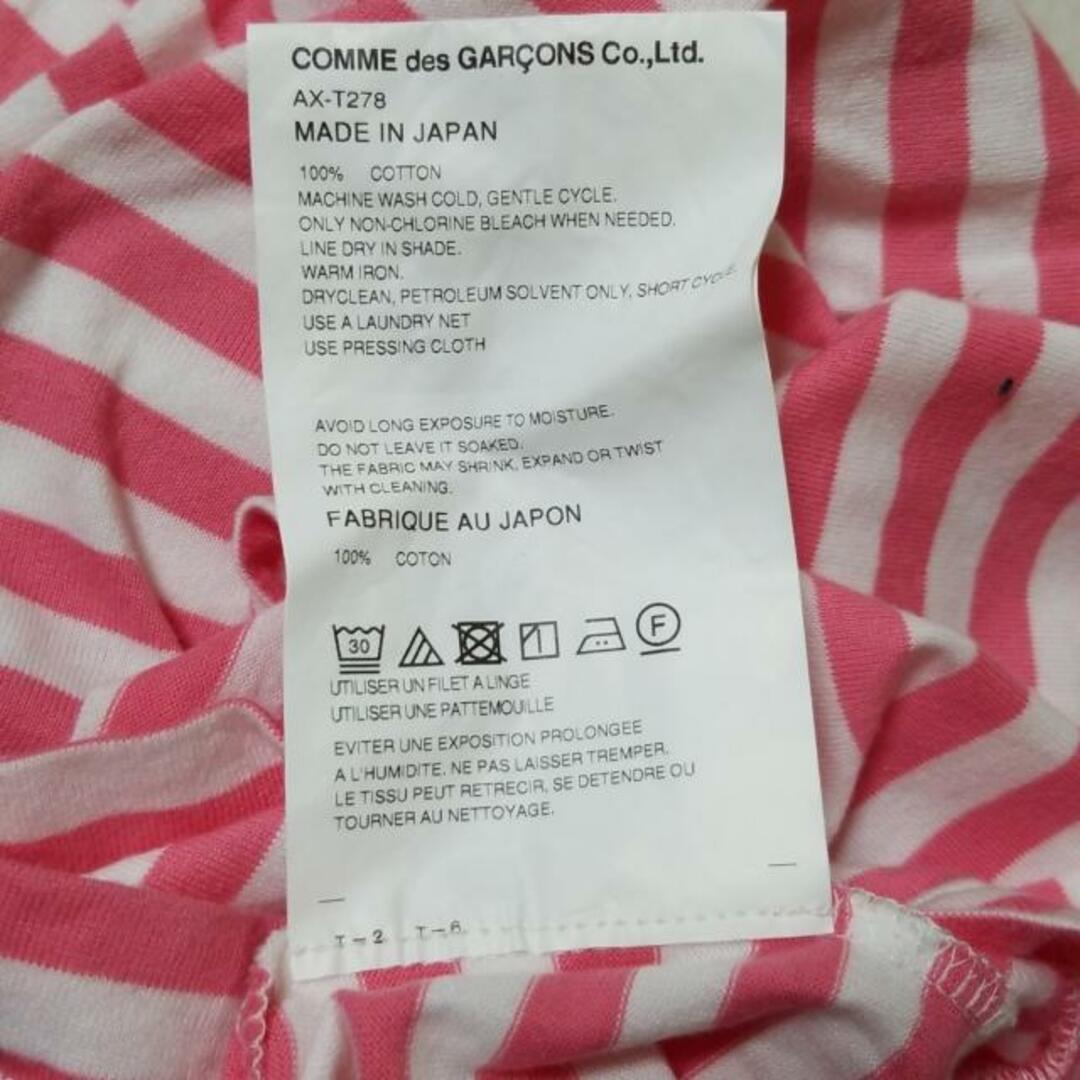 COMME des GARÇONS Co.,Ltd.
AX-T278
MADE IN JAPAN
100% COTTON
MACHINE WASH COLD, GENTLE CYCLE.
ONLY NON-CHLORINE BLEACH WHEN NEEDED.
LINE DRY IN SHADE.
WARM IRON.
DRYCLEAN, PETROLEUM SOLVENT ONLY, SHORT CYCLE.
USE A LAUNDRY NET
USE PRESSING CLOTH
AVOID LONG EXPOSURE TO MOISTURE.
DO NOT LEAVE IT SOAKED.
THE FABRIC MAY SHRINK, EXPAND OR TWIST
WITH CLEANING.
FABRIQUE AU JAPON
100% COTON
30 F
UTILISER UN FILET A LINGE
UTILISER UNE PATTEMOUILLE
EVITER UNE EXPOSITION PROLONGEE
A L'HUMIDITE. NE PAS LAISSER TREMPER.
LE TISSU PEUT RETRECIR, SE DETENDRE OU
TOURNER AU NETTOYAGE.
T-2 T-6